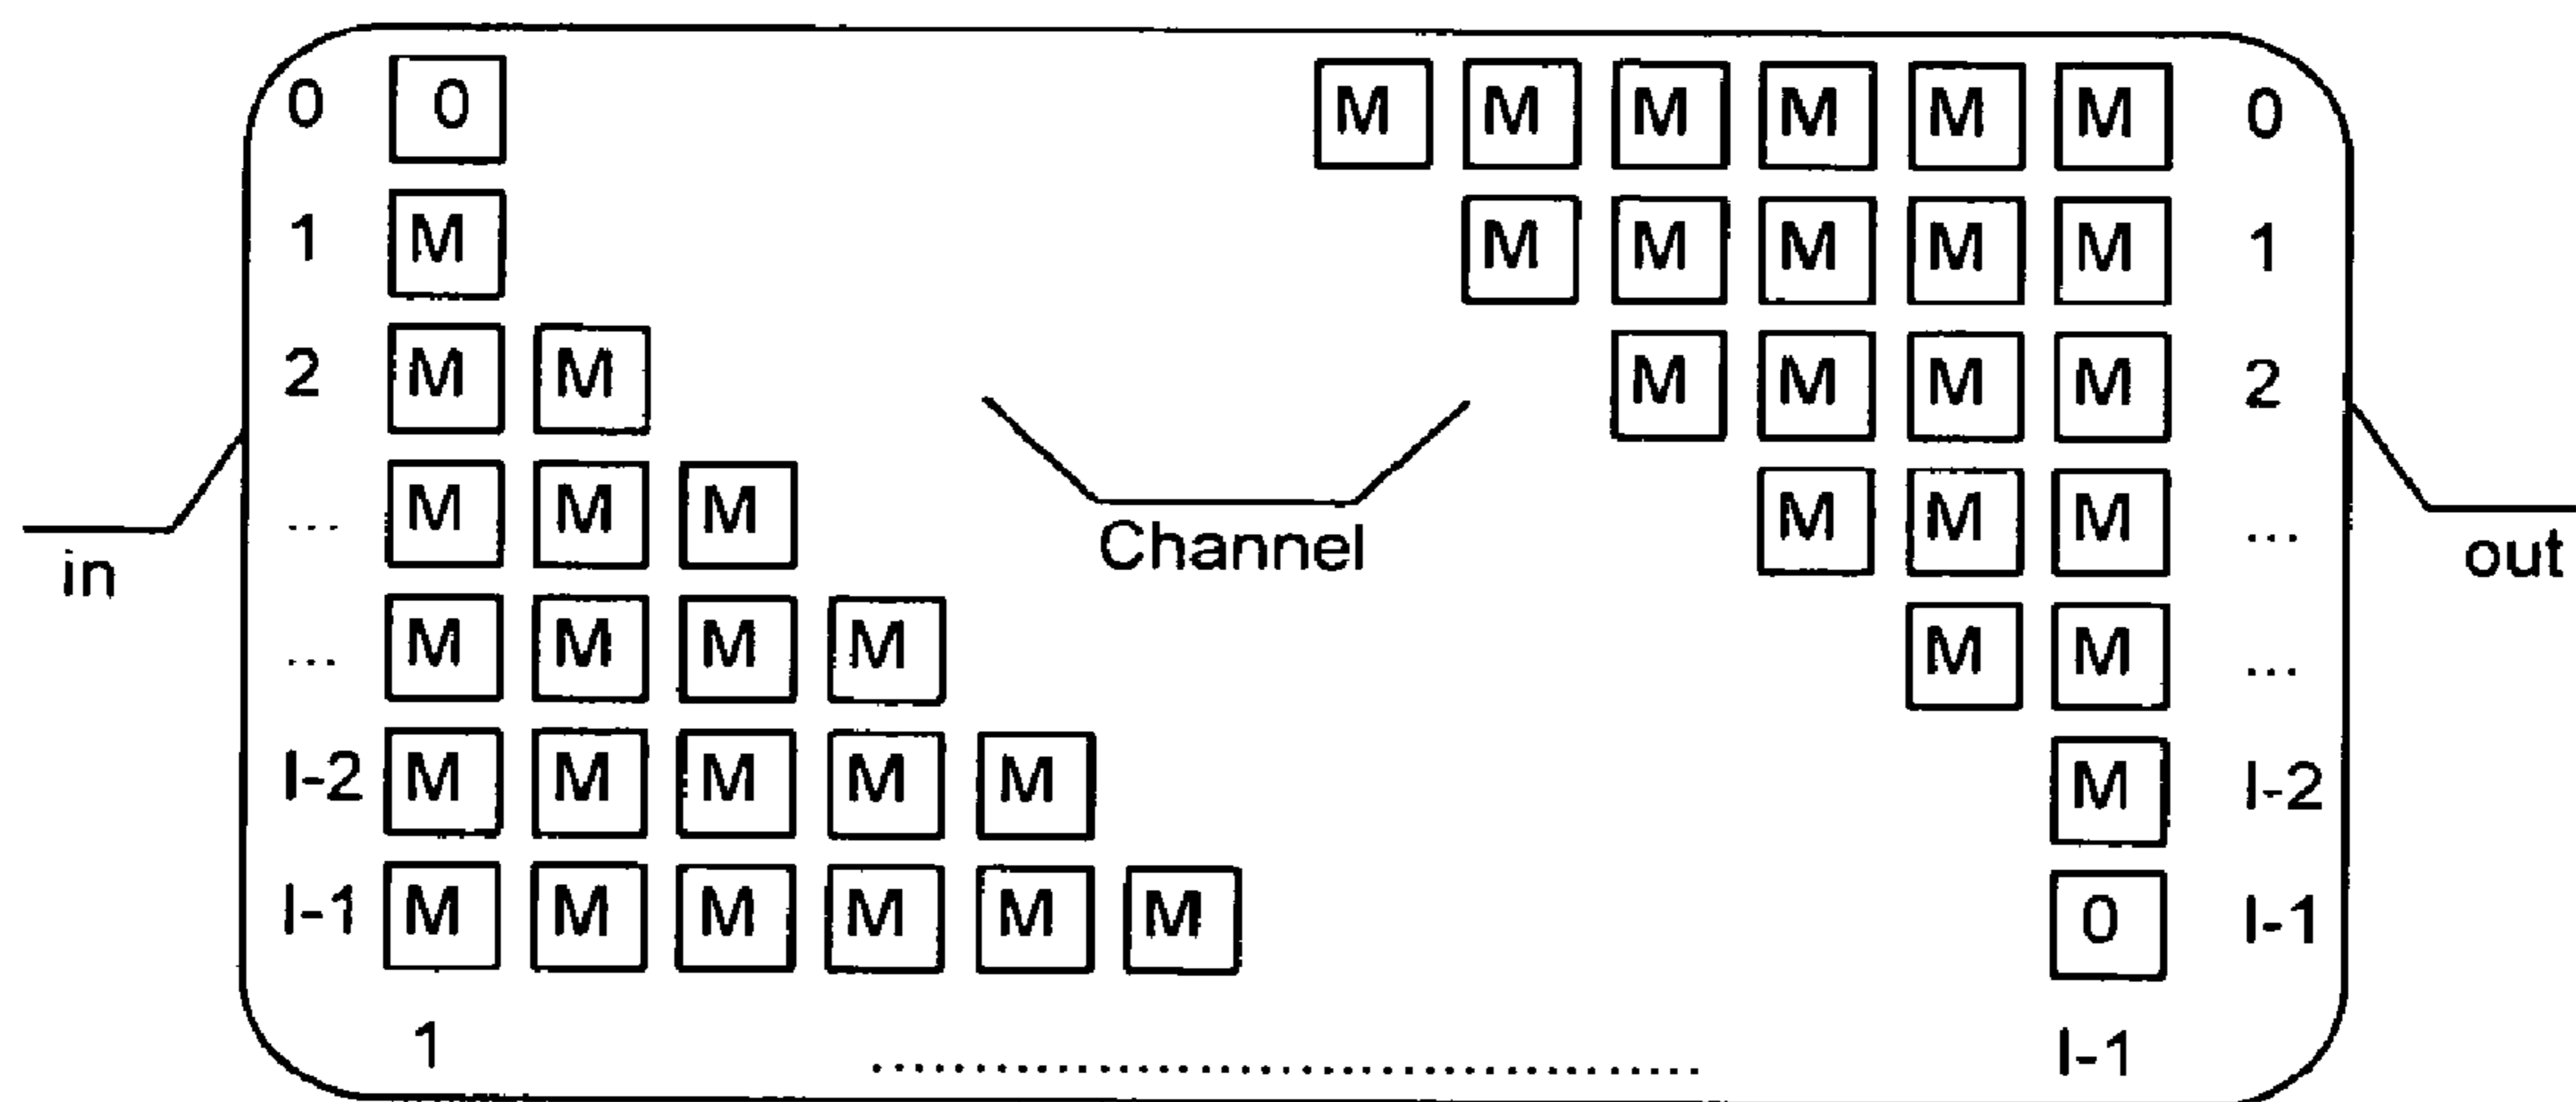 0 0 M M M M M M 0
1 M M M M M M 1
2 M M M M M M 2
... M M M M M M ...
in Channel out
... M M M M M M ...
I-2 M M M M M M I-2
I-1 M M M M M M 0 I-1
1 .............................. I-1